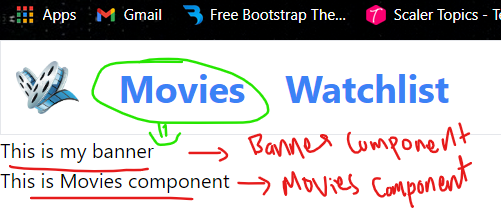 Apps Gmail Free Bootstrap The... Scaler Topics - Te
Movies Watchlist
This is my banner → Banner Component
This is Movies component → Movies Component